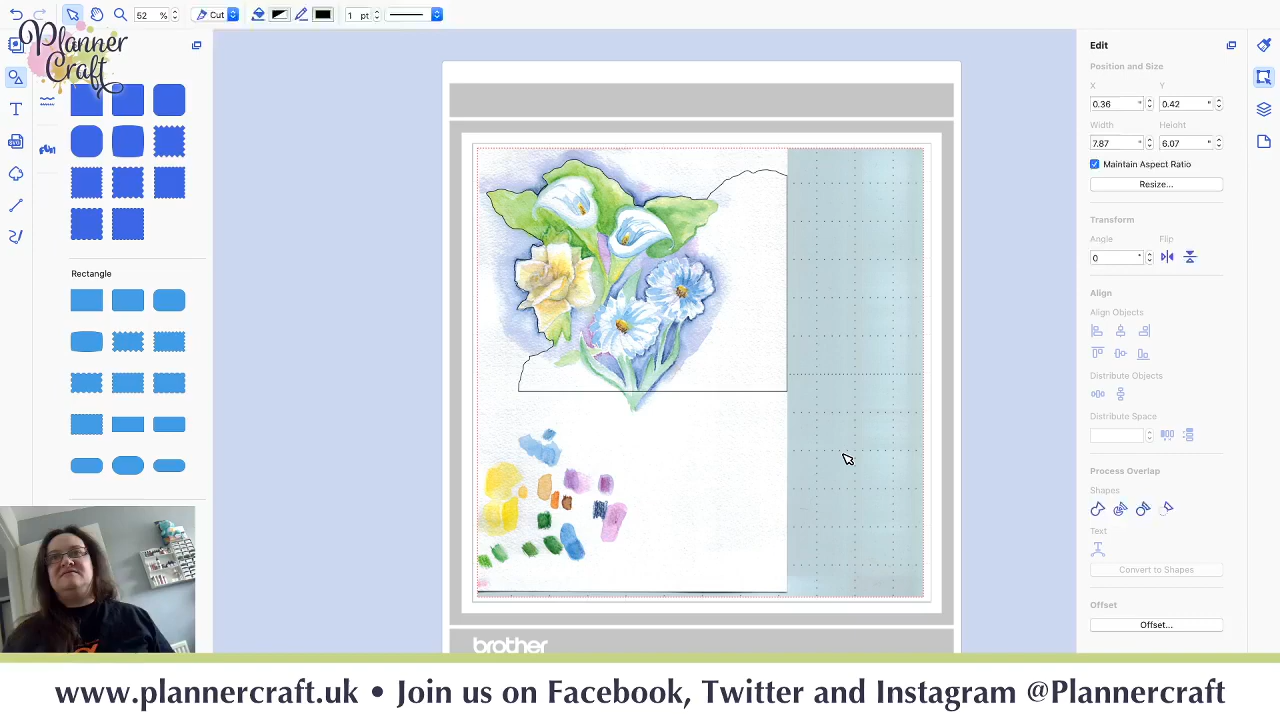 52 %
Cut
1 pt
Planner
Craft
Rectangle
brother
Edit
Position and Size
X Y
0.36 " 0.42 "
Width Height
7.87 " 6.07 "
Maintain Aspect Ratio
Resize...
Transform
Angle Flip
0 °
Align
Align Objects
Distribute Objects
Distribute Space
Process Overlap
Shapes
Text
Convert to Shapes
Offset
Offset...
www.plannercraft.uk • Join us on Facebook, Twitter and Instagram @Plannercraft